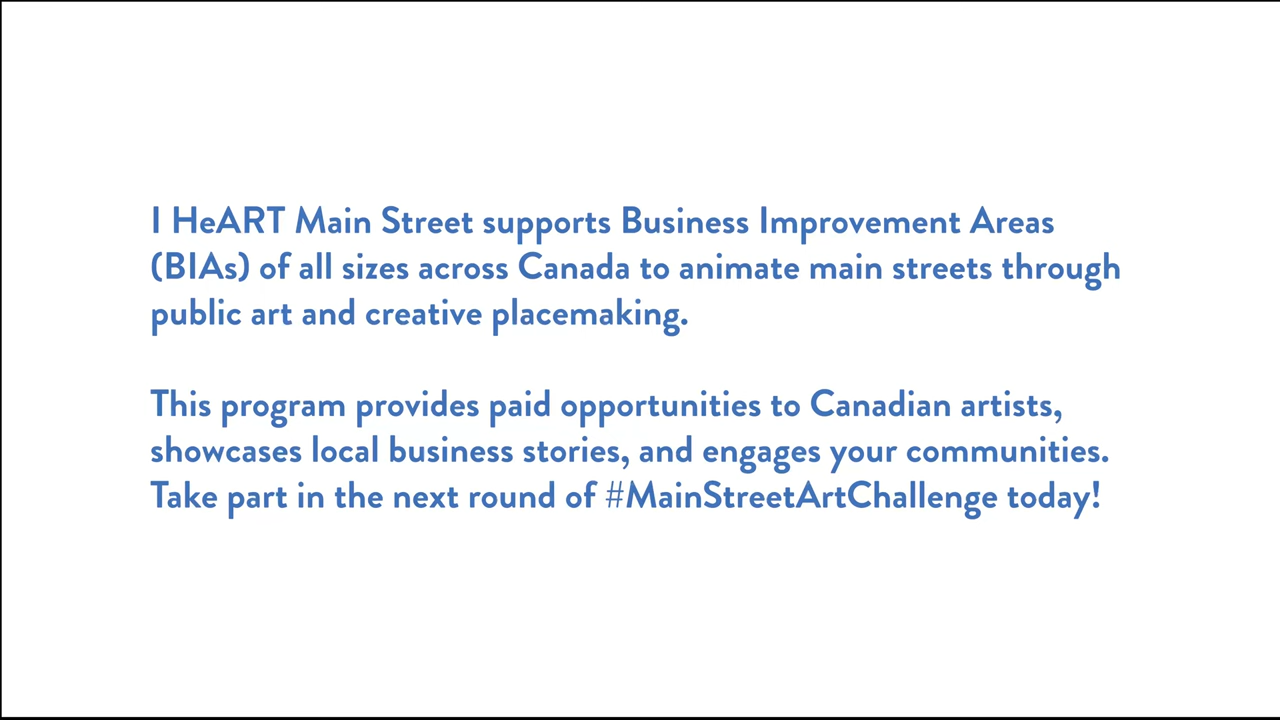 I HeART Main Street supports Business Improvement Areas
(BIAs) of all sizes across Canada to animate main streets through
public art and creative placemaking.
This program provides paid opportunities to Canadian artists,
showcases local business stories, and engages your communities.
Take part in the next round of #MainStreetArtChallenge today!